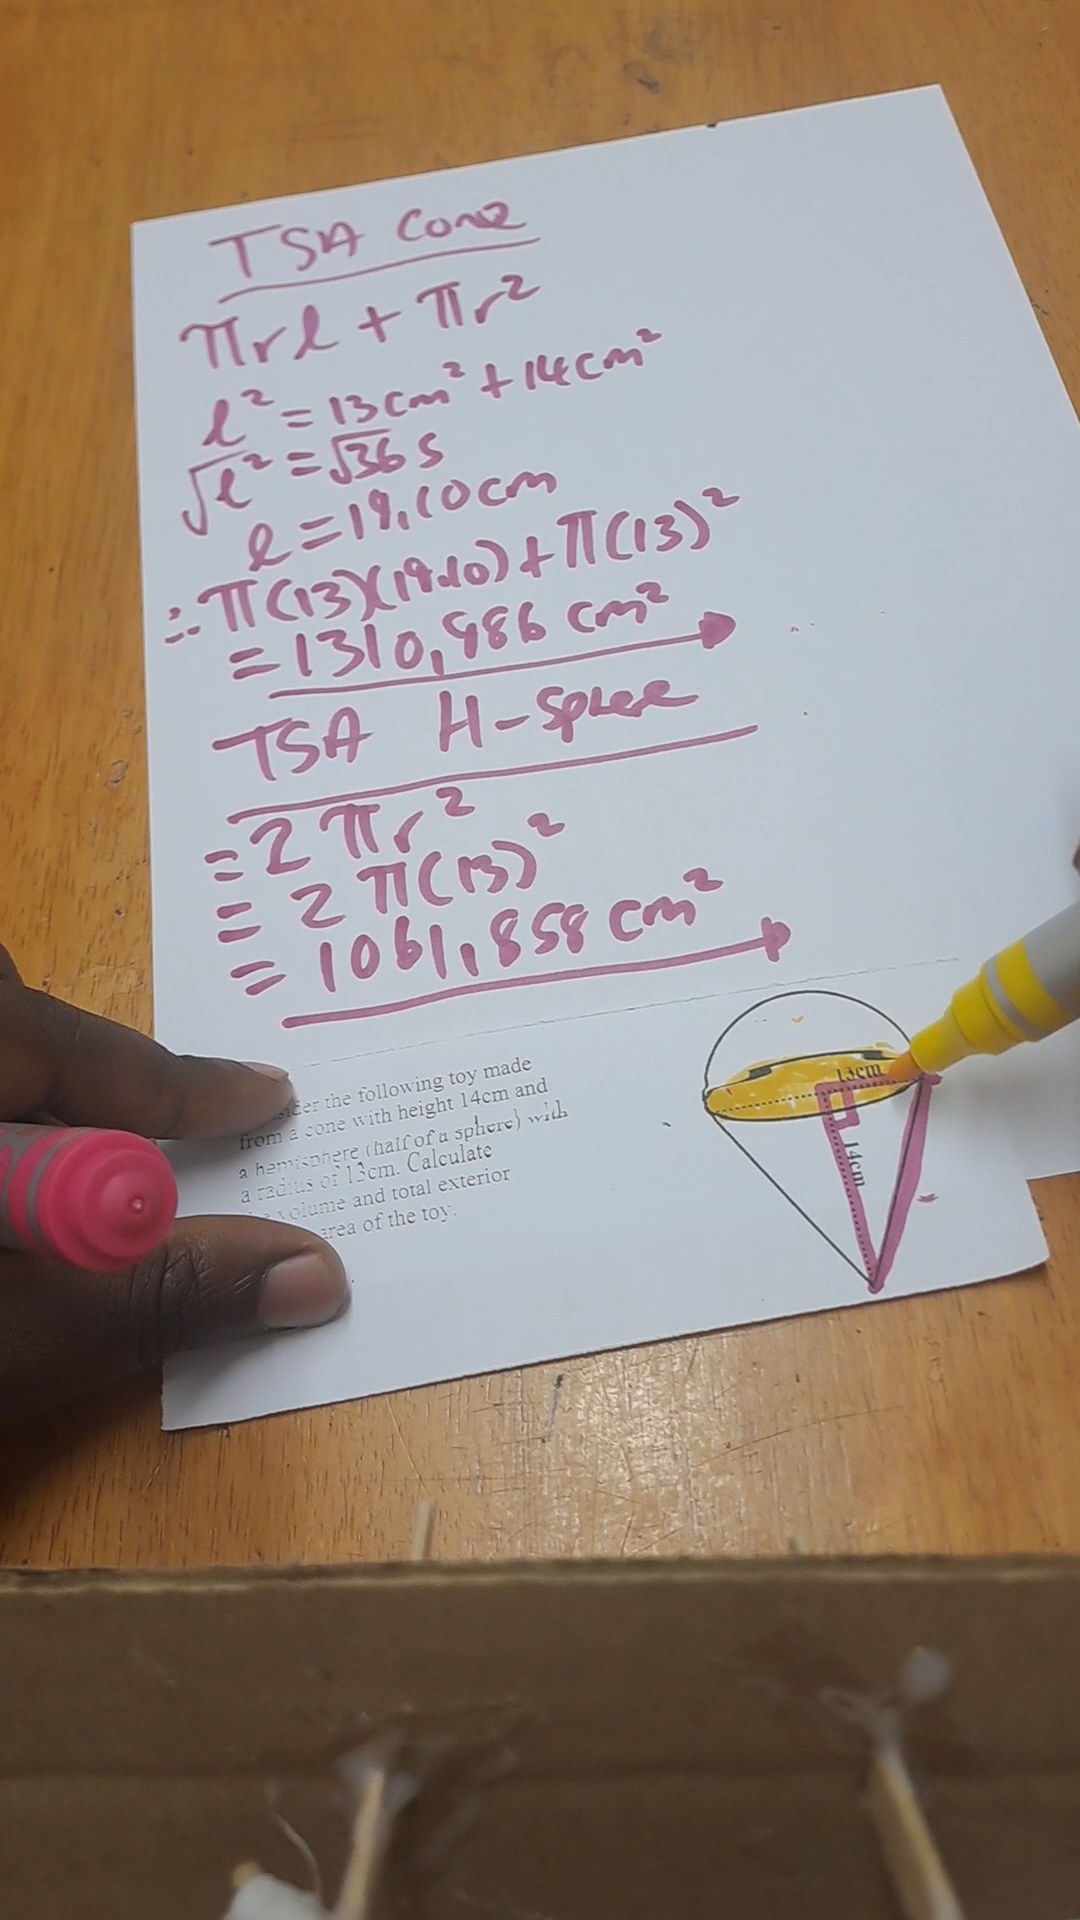 TSA Cone
πrl + πr²
l² = 13cm² + 14cm²
√l² = √365
l = 19,10cm
∴ π(13)(19.10) + π(13)²
= 1310,986 cm²
TSA H-Sphere
= 2πr²
= 2π(13)²
= 1061,858 cm²
the following toy made
from a cone with height 14cm and
a hemisphere (half of a sphere) with
a radius of 13cm. Calculate
volume and total exterior
area of the toy.
13cm
14cm